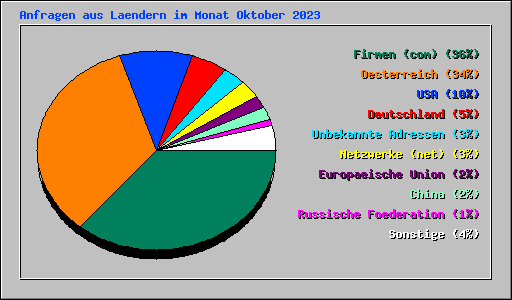 Anfragen aus Laendern im Monat Oktober 2023
Firmen (com) (36%)
Oesterreich (34%)
USA (10%)
Deutschland (5%)
Unbekannte Adressen (3%)
Netzwerke (net) (3%)
Europaeische Union (2%)
China (2%)
Russische Foederation (1%)
Sonstige (4%)